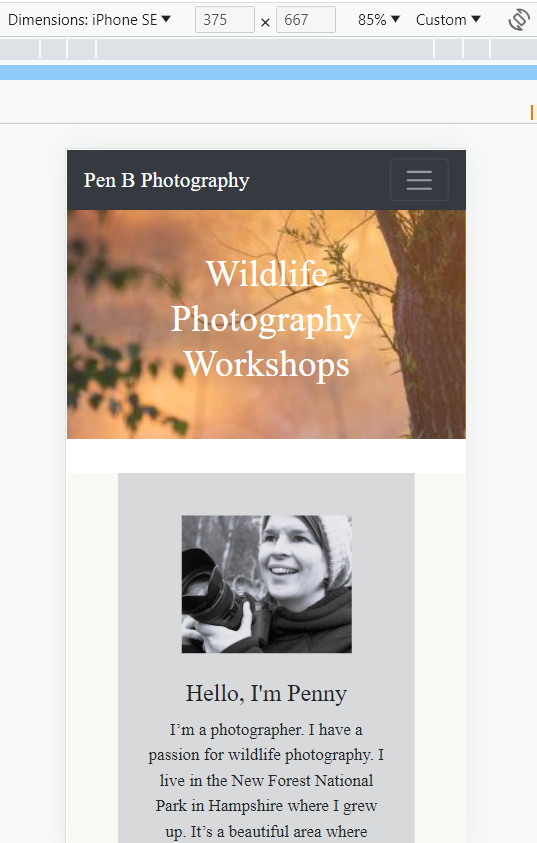 Dimensions: iPhone SE 375 × 667 85% Custom
Pen B Photography
Wildlife
Photography
Workshops
Hello, I'm Penny
I’m a photographer. I have a
passion for wildlife photography. I
live in the New Forest National
Park in Hampshire where I grew
up. It’s a beautiful area where